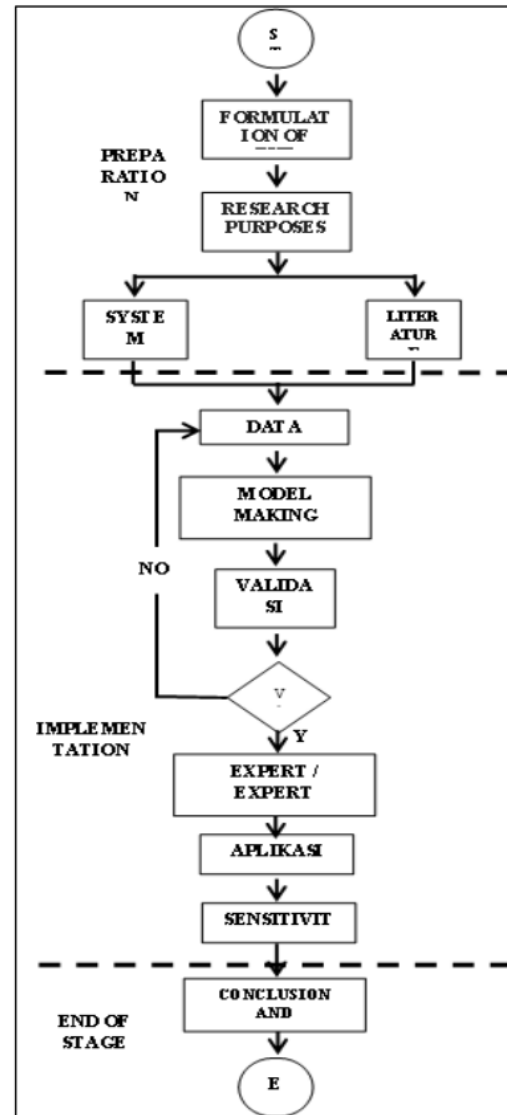 S
FORMULAT
ION OF
PREPA
RATIO
N
RESEARCH
PURPOSES
SYSTE
M
LITER
ATUR
DATA
MODEL
MAKING
NO
VALIDA
SI
V
Y
IMPLEMEN
TATION
EXPERT /
EXPERT
APLIKASI
SENSITIVIT
CONCLUSION
AND
END OF
STAGE
E